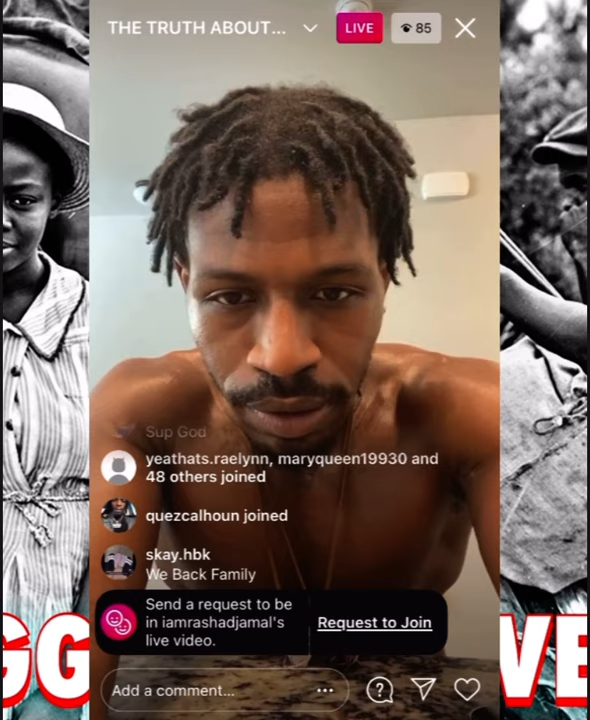 THE TRUTH ABOUT...
LIVE
85
Sup God
yeathats.raelynn, maryqueen19930 and
48 others joined
quezcalhoun joined
skay.hbk
We Back Family
Send a request to be
in iamrashadjamal's
live video.
Request to Join
GG
VE
Add a comment...